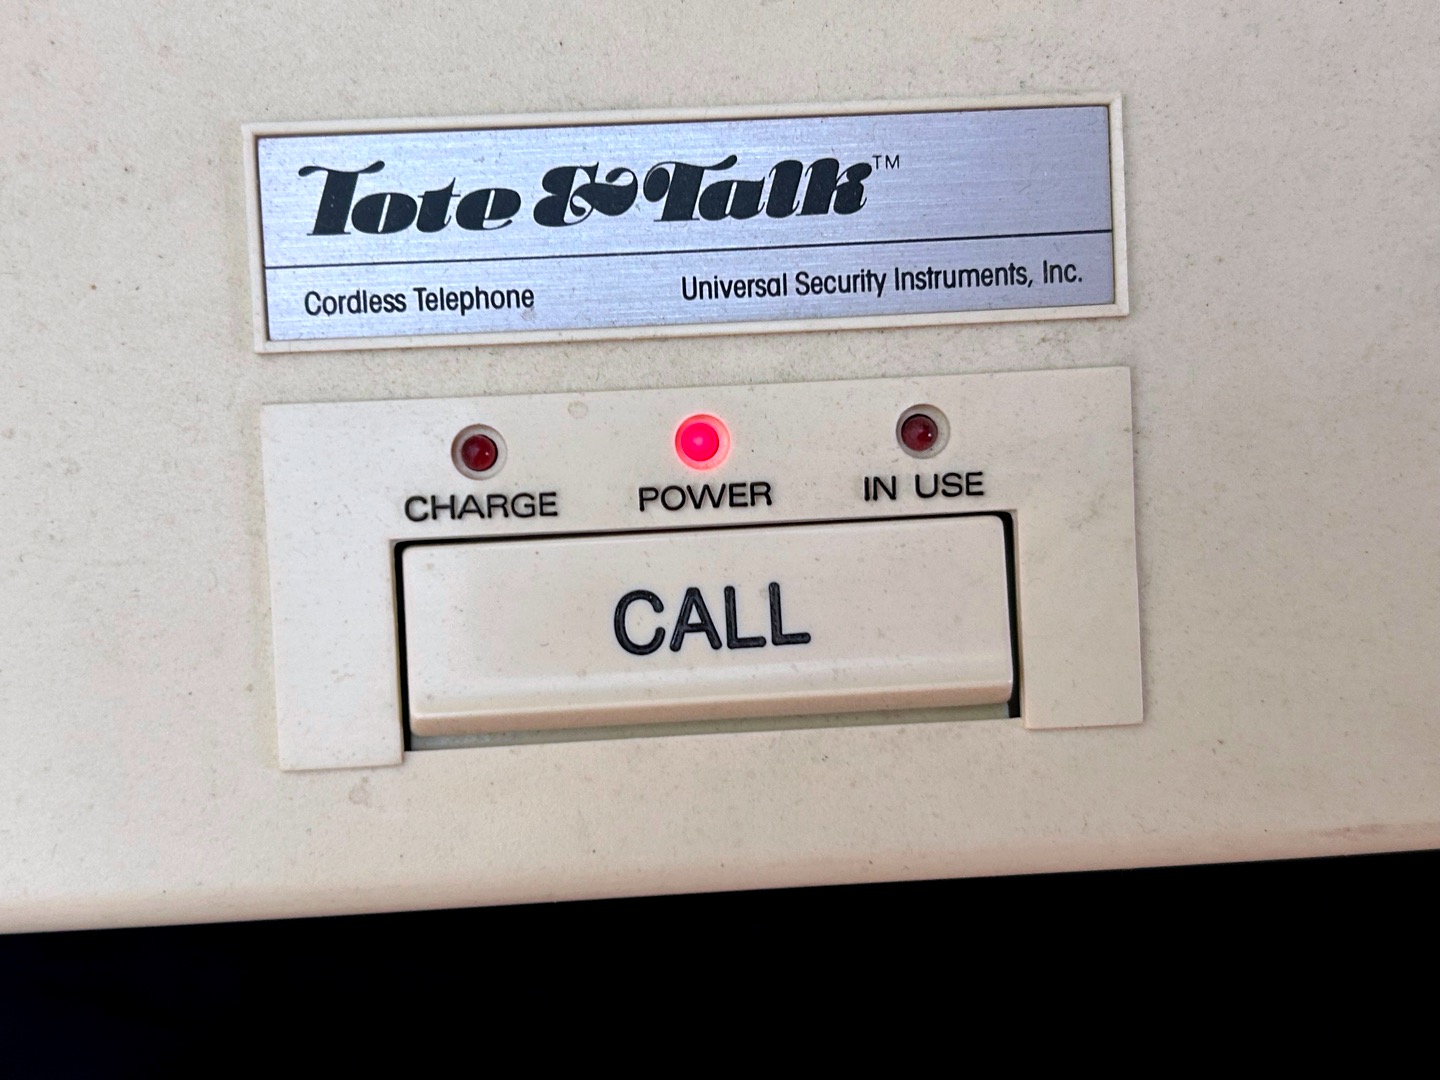 Tote & Talk™
Cordless Telephone Universal Security Instruments, Inc.
CHARGE POWER IN USE
CALL